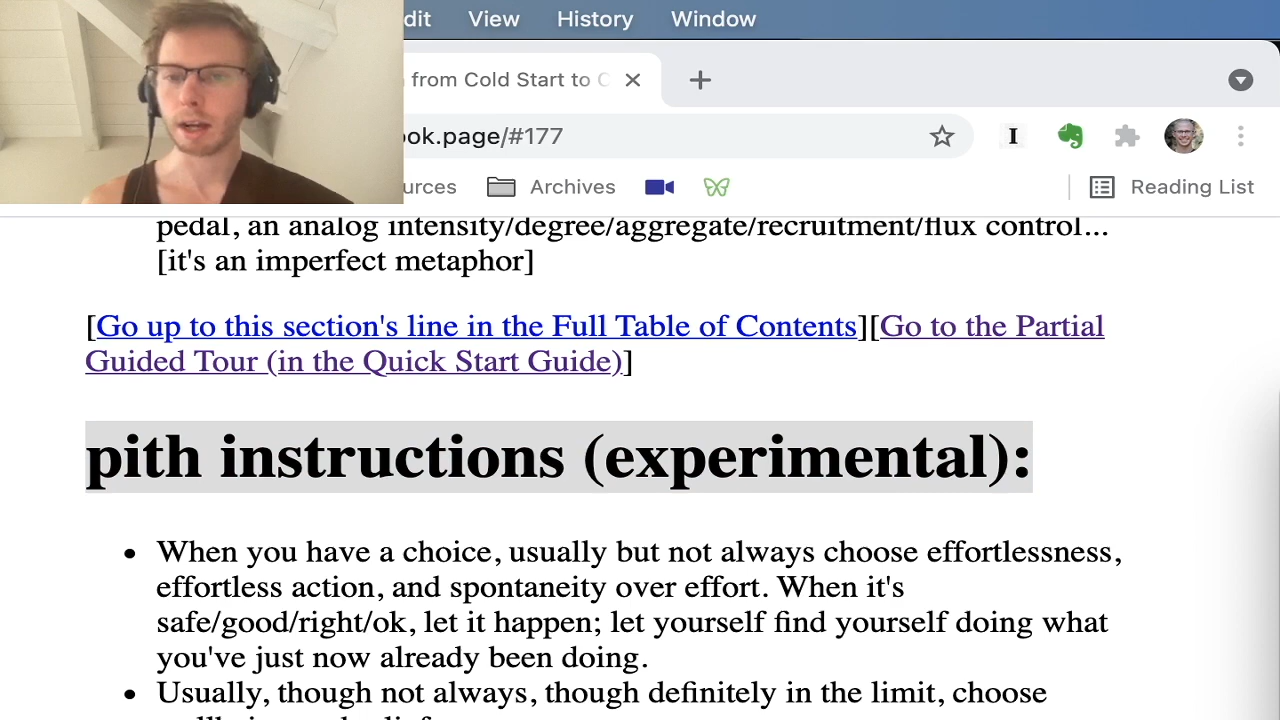 dit View History Window
from Cold Start to C
ok.page/#177
urces Archives Reading List
pedal, an analog intensity/degree/aggregate/recruitment/flux control...
[it's an imperfect metaphor]
[Go up to this section's line in the Full Table of Contents][Go to the Partial
Guided Tour (in the Quick Start Guide)]
pith instructions (experimental):
• When you have a choice, usually but not always choose effortlessness,
effortless action, and spontaneity over effort. When it's
safe/good/right/ok, let it happen; let yourself find yourself doing what
you've just now already been doing.
• Usually, though not always, though definitely in the limit, choose